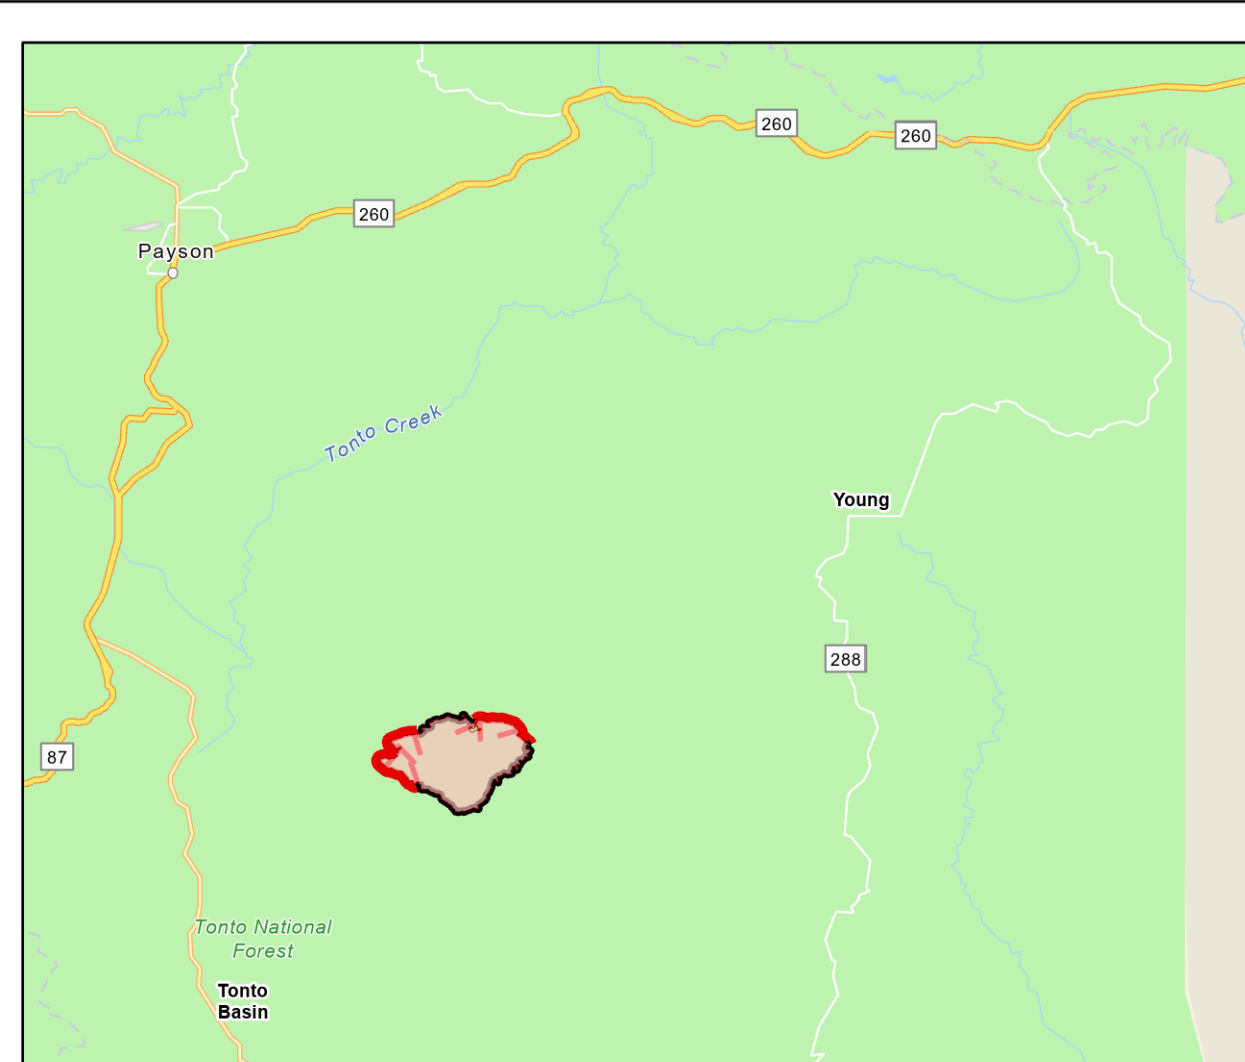 260
260
260
Payson
Tonto Creek
Young
288
87
Tonto National
Forest
Tonto
Basin